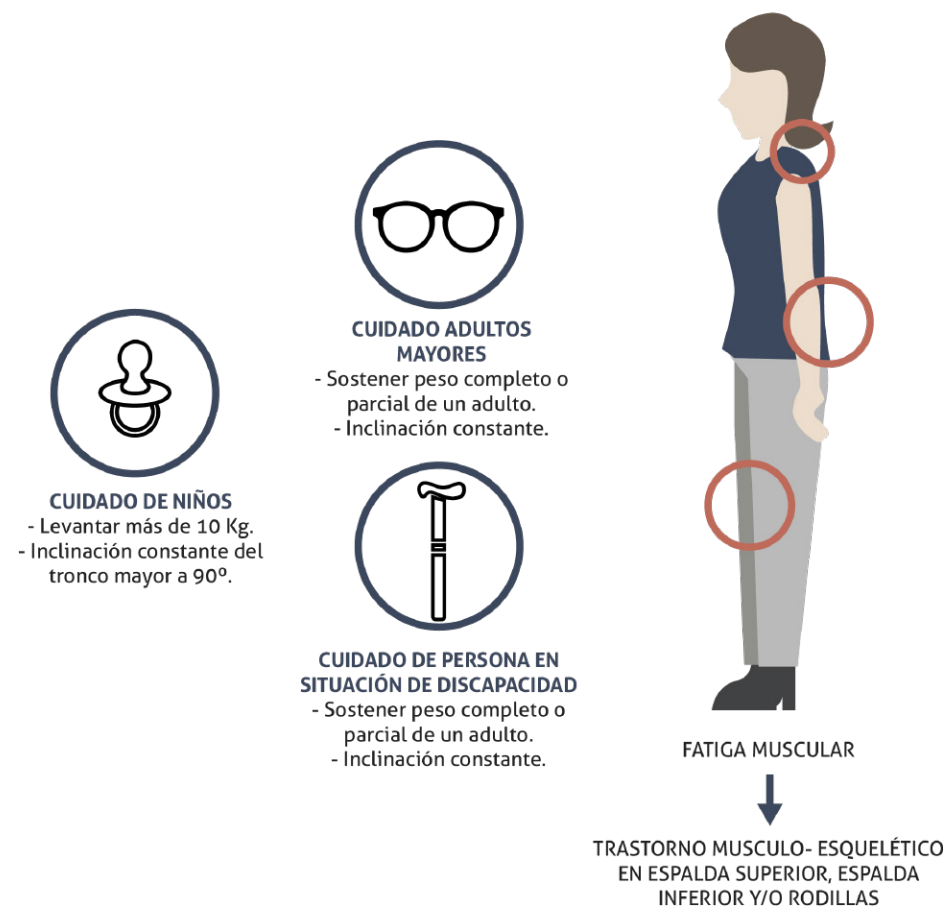 CUIDADO DE NIÑOS
- Levantar más de 10 Kg.
- Inclinación constante del
tronco mayor a 90º.
CUIDADO ADULTOS
MAYORES
- Sostener peso completo o
parcial de un adulto.
- Inclinación constante.
CUIDADO DE PERSONA EN
SITUACIÓN DE DISCAPACIDAD
- Sostener peso completo o
parcial de un adulto.
- Inclinación constante.
FATIGA MUSCULAR
TRASTORNO MUSCULO- ESQUELÉTICO
EN ESPALDA SUPERIOR, ESPALDA
INFERIOR Y/O RODILLAS